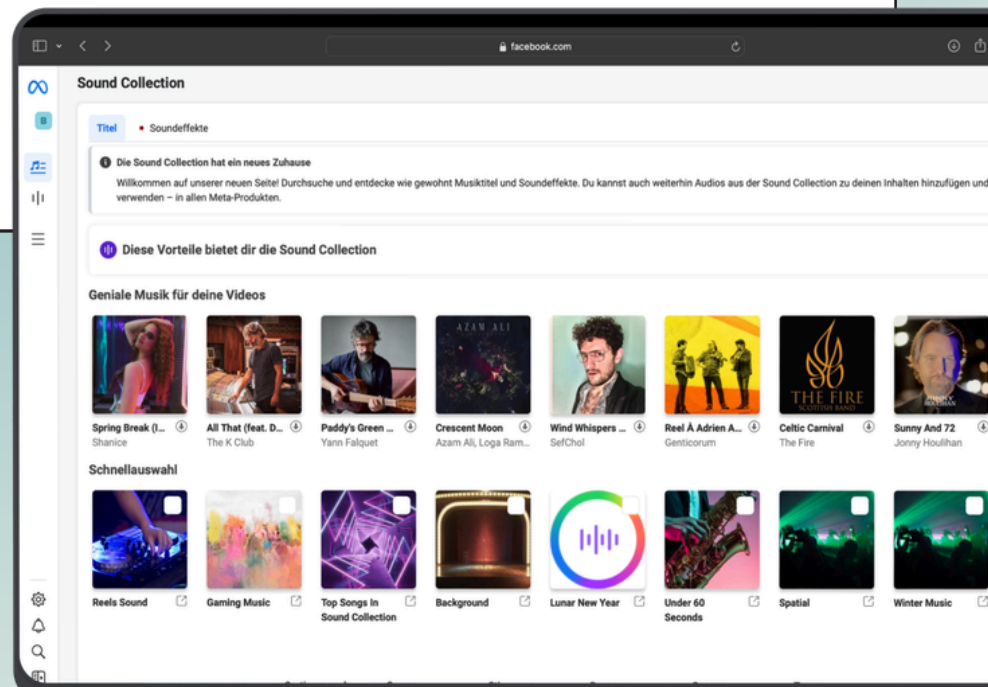 facebook.com
Sound Collection
B
Titel
Soundeffekte
Die Sound Collection hat ein neues Zuhause
Willkommen auf unserer neuen Seite! Durchsuche und entdecke wie gewohnt Musiktitel und Soundeffekte. Du kannst auch weiterhin Audios aus der Sound Collection zu deinen Inhalten hinzufügen und
verwenden – in allen Meta-Produkten.
Diese Vorteile bietet dir die Sound Collection
Geniale Musik für deine Videos
AZAM ALI
THE FIRE
SCOTTISH BAND
JONNY
HOULIHAN
Spring Break (I...
All That (feat. D...
Paddy's Green ...
Crescent Moon
Wind Whispers ...
Reel À Adrien A...
Celtic Carnival
Sunny And 72
Shanice
The K Club
Yann Falquet
Azam Ali, Loga Ram...
SefChol
Genticorum
The Fire
Jonny Houlihan
Schnellauswahl
Reels Sound
Gaming Music
Top Songs In
Sound Collection
Background
Lunar New Year
Under 60
Seconds
Spatial
Winter Music